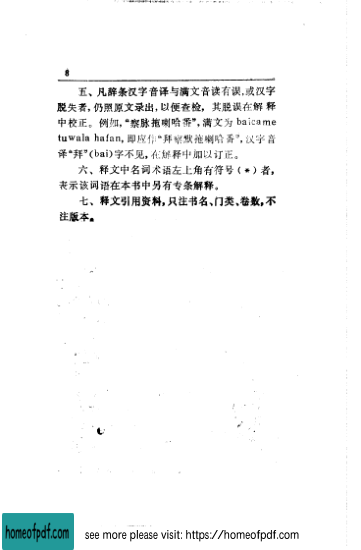 8
五、凡辞条汉字音译与满文音读有误,或汉字
脱失者,仍照原文录出,以便查检,其脱误在解释
中校正。例如,“察脉拖喇哈番”,满文为 baicame
tuwala hafan,即应作“拜察默拖喇哈番”,汉字音
译“拜”(bai)字不见,在解释中加以订正。
六、释文中名词术语左上角有符号(*)者,
表示该词语在本书中另有专条解释。
七、释文引用资料,只注书名、门类、卷数,不
注版本。
homeofpdf.com
see more please visit: https://homeofpdf.com